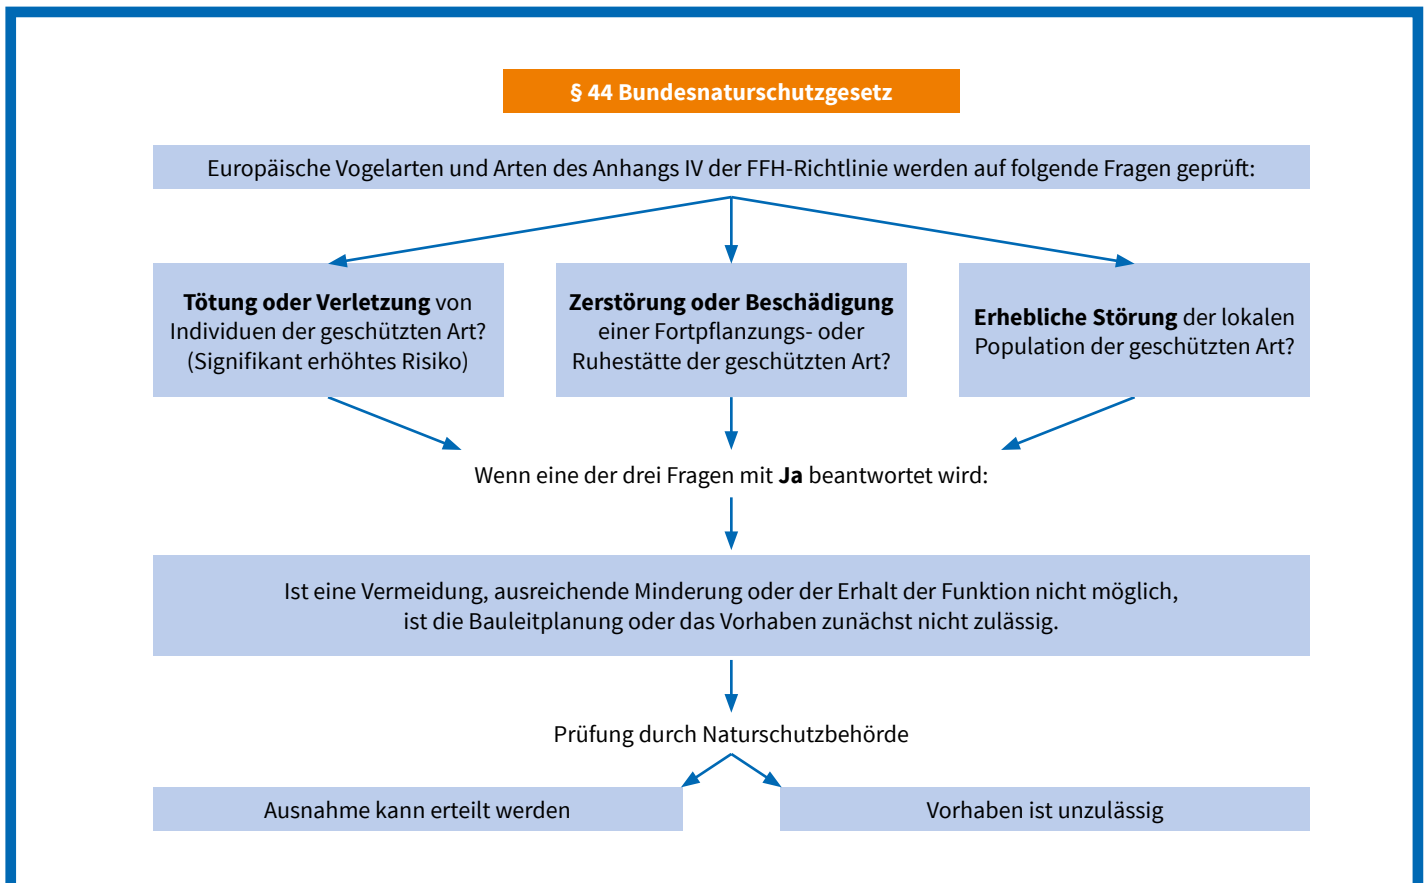 § 44 Bundesnaturschutzgesetz
Europäische Vogelarten und Arten des Anhangs IV der FFH-Richtlinie werden auf folgende Fragen geprüft:
Tötung oder Verletzung von
Individuen der geschützten Art?
(Signifikant erhöhtes Risiko)
Zerstörung oder Beschädigung
einer Fortpflanzungs- oder
Ruhestätte der geschützten Art?
Erhebliche Störung der lokalen
Population der geschützten Art?
Wenn eine der drei Fragen mit Ja beantwortet wird:
Ist eine Vermeidung, ausreichende Minderung oder der Erhalt der Funktion nicht möglich,
ist die Bauleitplanung oder das Vorhaben zunächst nicht zulässig.
Prüfung durch Naturschutzbehörde
Ausnahme kann erteilt werden
Vorhaben ist unzulässig